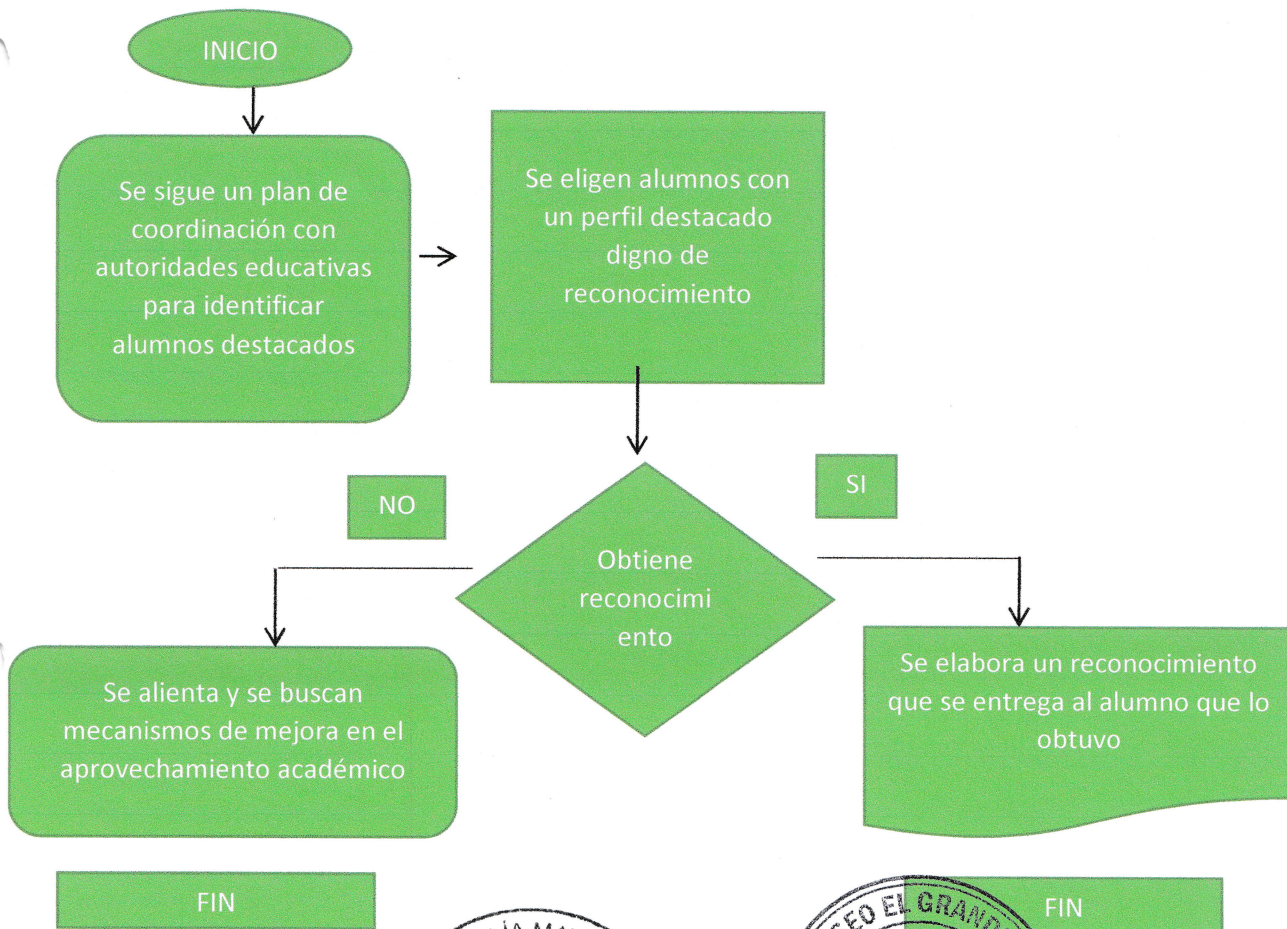 INICIO
Se sigue un plan de
coordinación con
autoridades educativas
para identificar
alumnos destacados
Se eligen alumnos con
un perfil destacado
digno de
reconocimiento
NO
SI
Obtiene
reconocimi
ento
Se alienta y se buscan
mecanismos de mejora en el
aprovechamiento académico
Se elabora un reconocimiento
que se entrega al alumno que lo
obtuvo
FIN
FIN
EL